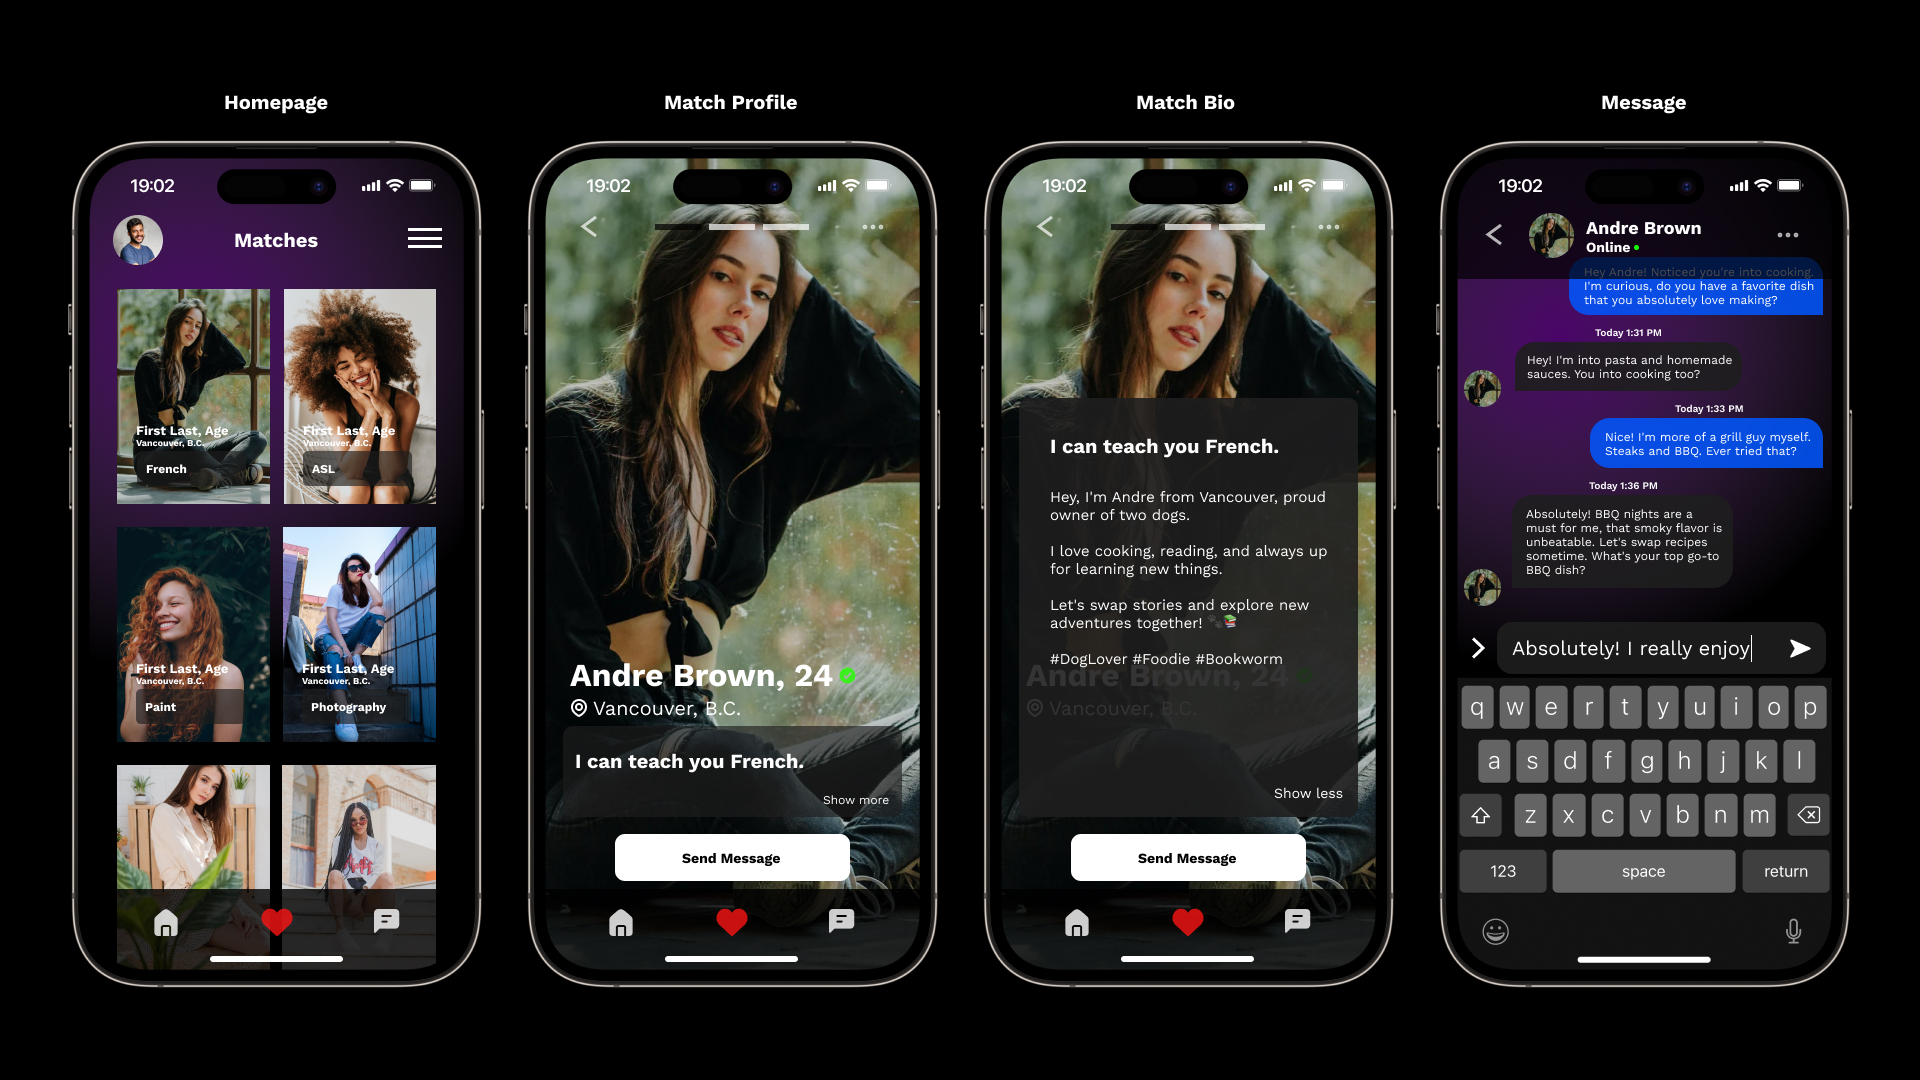 Homepage
19:02
Matches
First Last, Age
Vancouver, B.C.
French
First Last, Age
Vancouver, B.C.
ASL
First Last, Age
Vancouver, B.C.
Paint
First Last, Age
Vancouver, B.C.
Photography
Match Profile
19:02
Andre Brown, 24
Vancouver, B.C.
I can teach you French.
Show more
Send Message
Match Bio
19:02
I can teach you French.
Hey, I'm Andre from Vancouver, proud
owner of two dogs.
I love cooking, reading, and always up
for learning new things.
Let's swap stories and explore new
adventures together! 🐾📚
#DogLover #Foodie #Bookworm
Andre Brown, 24
Vancouver, B.C.
Show less
Send Message
Message
19:02
Andre Brown
Online
Hey Andre! Noticed you're into cooking.
I'm curious, do you have a favorite dish
that you absolutely love making?
Today 1:31 PM
Hey! I'm into pasta and homemade
sauces. You into cooking too?
Today 1:33 PM
Nice! I'm more of a grill guy myself.
Steaks and BBQ. Ever tried that?
Today 1:36 PM
Absolutely! BBQ nights are a
must for me, that smoky flavor is
unbeatable. Let's swap recipes
sometime. What's your top go-to
BBQ dish?
Absolutely! I really enjoy
q w e r t y u i o p
a s d f g h j k l
z x c v b n m
123 space return